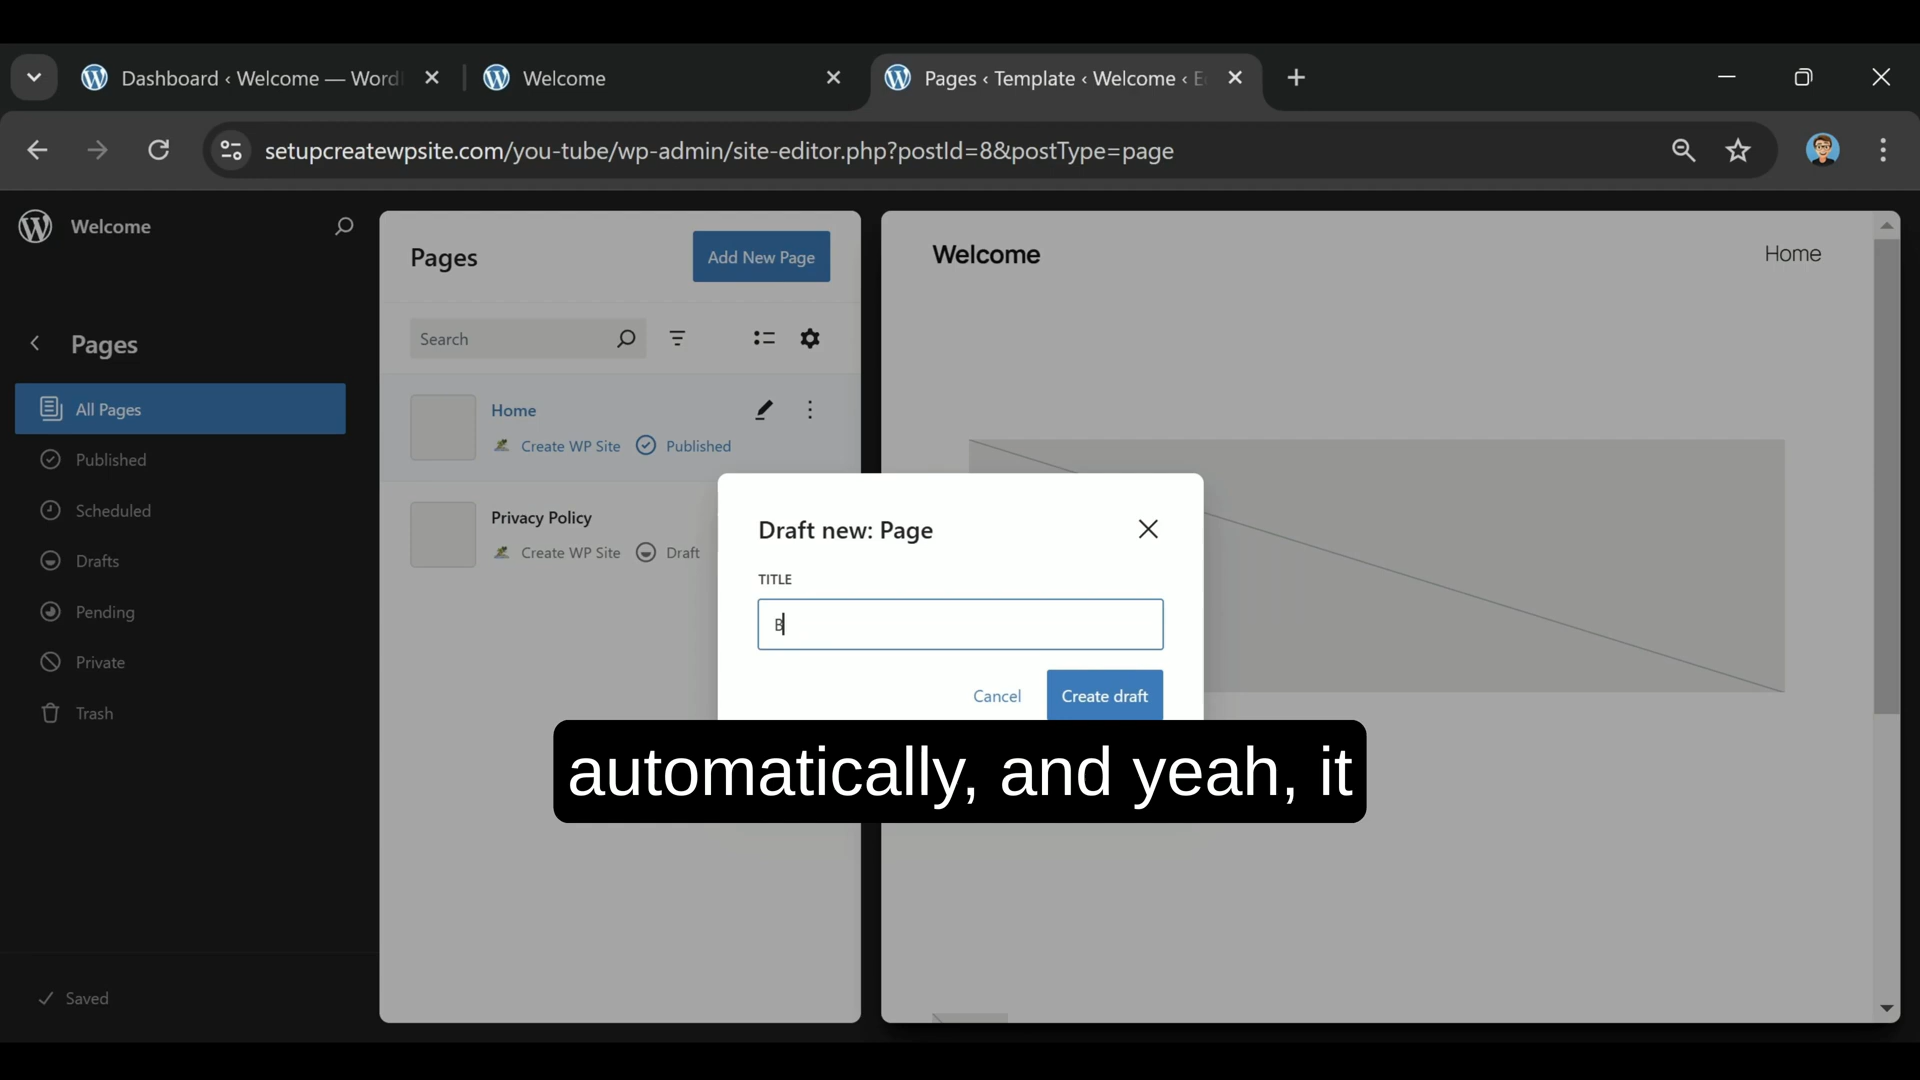 Dashboard ‹ Welcome — Word
Welcome
Pages ‹ Template ‹ Welcome ‹ E
setupcreatewpsite.com/you-tube/wp-admin/site-editor.php?postId=8&postType=page
Welcome
Pages
All Pages
Published
Scheduled
Drafts
Pending
Private
Trash
Saved
Pages
Add New Page
Search
Home
Create WP Site
Published
Privacy Policy
Create WP Site
Draft
Welcome
Home
Draft new: Page
TITLE
B
Cancel
Create draft
automatically, and yeah, it